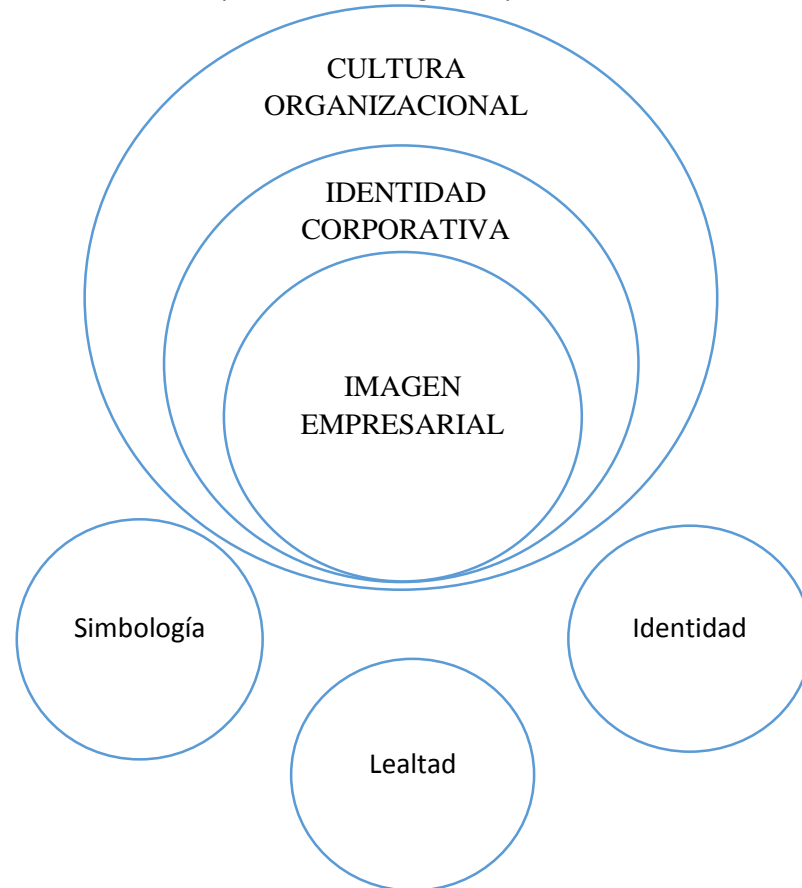 CULTURA
ORGANIZACIONAL
IDENTIDAD
CORPORATIVA
IMAGEN
EMPRESARIAL
Simbología
Identidad
Lealtad